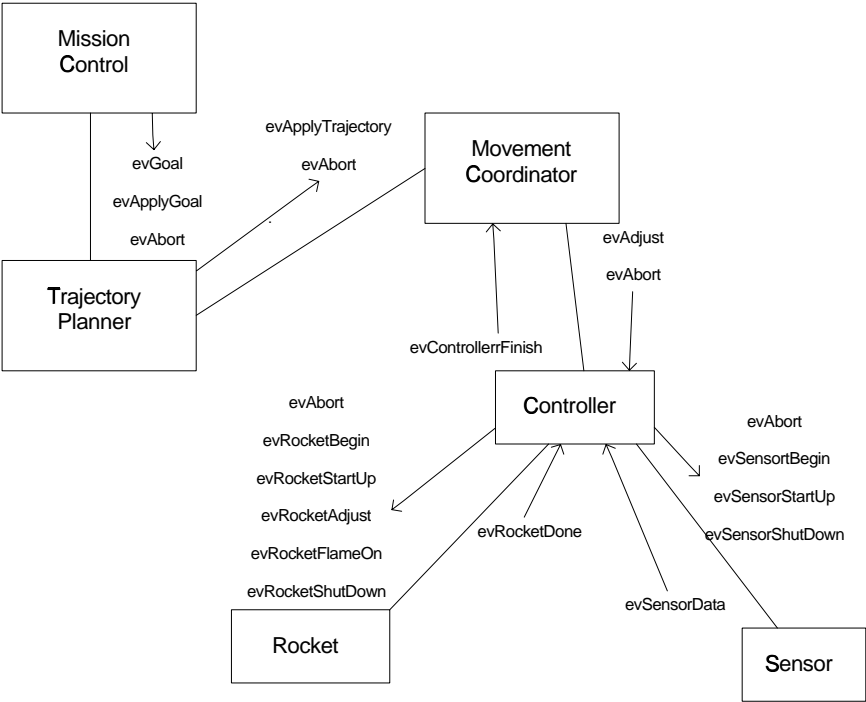 Mission
Control
evGoal
evApplyGoal
evAbort
evApplyTrajectory
evAbort
Movement
Coordinator
Trajectory
Planner
evAdjust
evAbort
evControllerrFinish
Controller
evAbort
evRocketBegin
evRocketStartUp
evRocketAdjust
evRocketFlameOn
evRocketShutDown
evRocketDone
evSensorData
evAbort
evSensortBegin
evSensorStartUp
evSensorShutDown
Rocket
Sensor